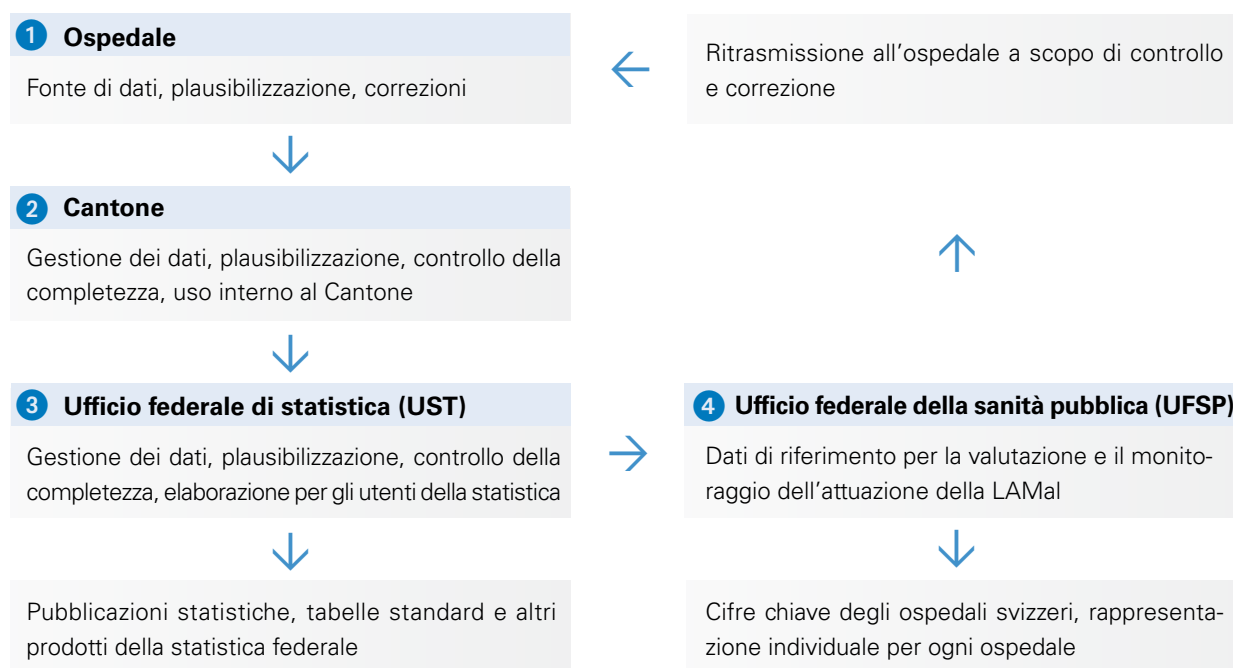 1 Ospedale
Fonte di dati, plausibilizzazione, correzioni
Ritrasmissione all’ospedale a scopo di controllo
e correzione
2 Cantone
Gestione dei dati, plausibilizzazione, controllo della
completezza, uso interno al Cantone
3 Ufficio federale di statistica (UST)
Gestione dei dati, plausibilizzazione, controllo della
completezza, elaborazione per gli utenti della statistica
4 Ufficio federale della sanità pubblica (UFSP)
Dati di riferimento per la valutazione e il monito-
raggio dell’attuazione della LAMal
Pubblicazioni statistiche, tabelle standard e altri
prodotti della statistica federale
Cifre chiave degli ospedali svizzeri, rappresenta-
zione individuale per ogni ospedale